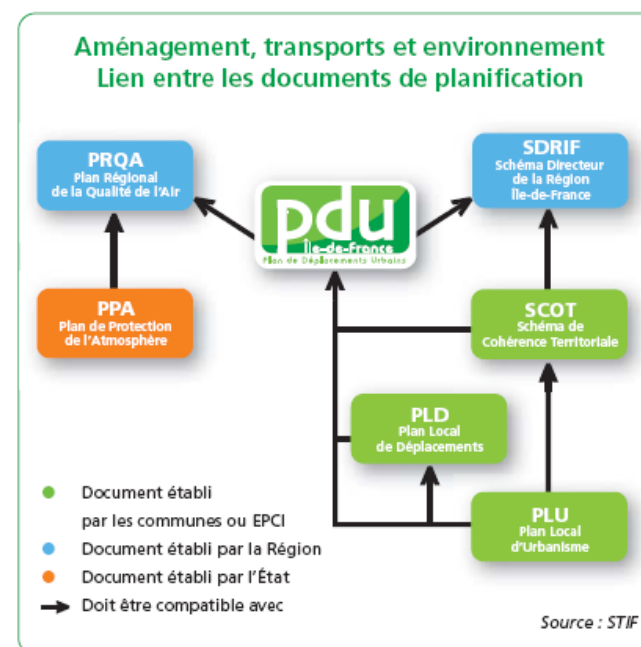 Aménagement, transports et environnement
Lien entre les documents de planification
PRQA
Plan Régional
de la Qualité de l'Air
SDRIF
Schéma Directeur
de la Région
Île-de-France
pdu
Île-de-France
Plan de Déplacements Urbains
PPA
Plan de Protection
de l'Atmosphère
SCOT
Schéma de
Cohérence Territoriale
PLD
Plan Local
de Déplacements
PLU
Plan Local
d'Urbanisme
Document établi
par les communes ou EPCI
Document établi par la Région
Document établi par l'État
Doit être compatible avec
Source : STIF